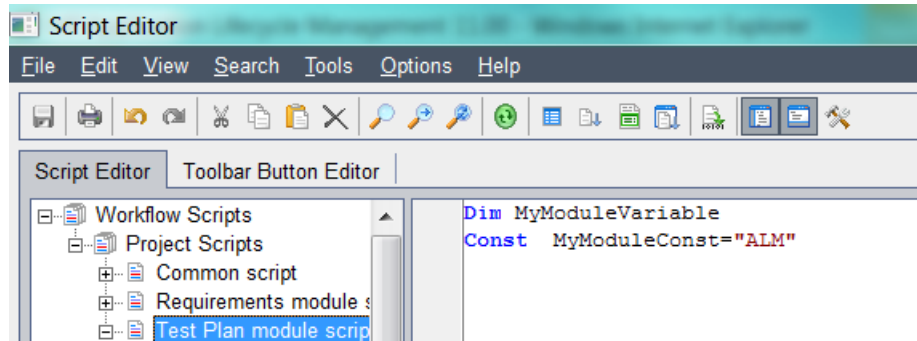 Script Editor
File Edit View Search Tools Options Help
Script Editor Toolbar Button Editor
Workflow Scripts
Project Scripts
Common script
Requirements module s
Test Plan module scrip
Dim MyModuleVariable
Const MyModuleConst="ALM"